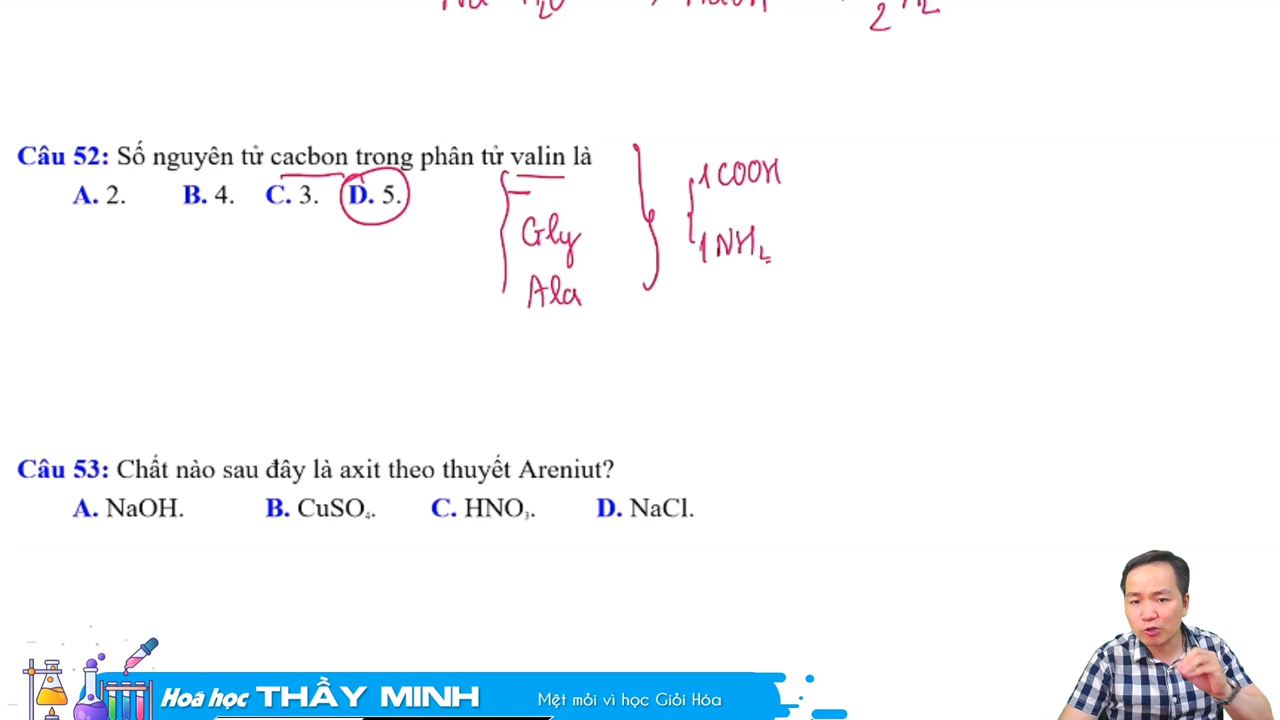 Câu 52: Số nguyên tử cacbon trong phân tử valin là
A. 2. B. 4. C. 3. D. 5.
1 COOH
1 NH₂
Gly
Ala
Câu 53: Chất nào sau đây là axit theo thuyết Areniut?
A. NaOH. B. CuSO₄. C. HNO₃. D. NaCl.
Hoá học THẦY MINH Mệt mỏi vì học Giỏi Hóa